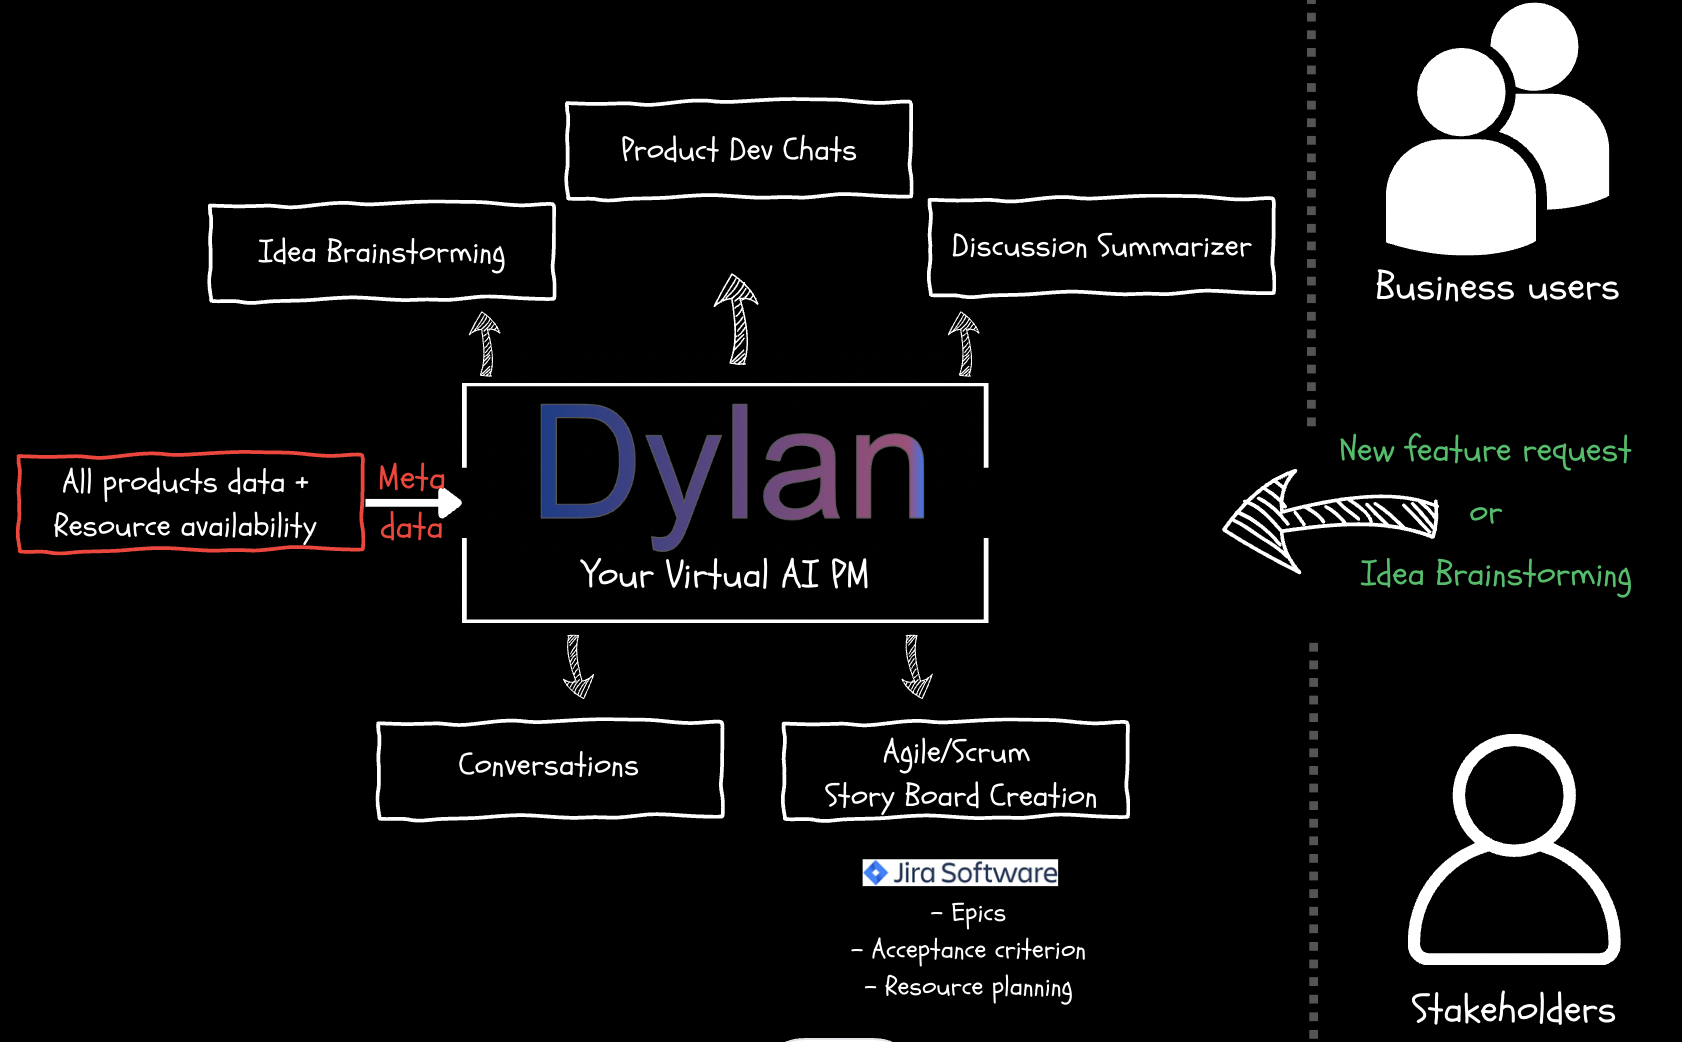 Product Dev Chats
Idea Brainstorming
Discussion Summarizer
Business users
Dylan
Your Virtual AI PM
All products data +
Resource availability
Meta
data
New feature request
or
Idea Brainstorming
Conversations
Agile/Scrum
Story Board Creation
Jira Software
- Epics
- Acceptance criterion
- Resource planning
Stakeholders